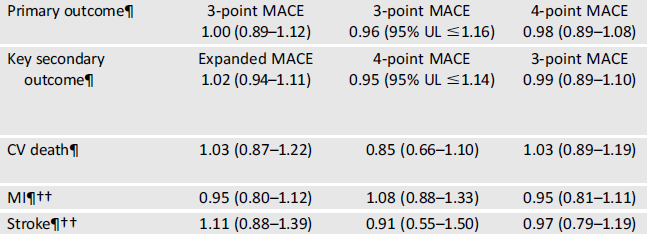 Primary outcome¶ 3-point MACE 3-point MACE 4-point MACE
1.00 (0.89–1.12) 0.96 (95% UL ≤1.16) 0.98 (0.89–1.08)
Key secondary Expanded MACE 4-point MACE 3-point MACE
outcome¶ 1.02 (0.94–1.11) 0.95 (95% UL ≤1.14) 0.99 (0.89–1.10)
CV death¶ 1.03 (0.87–1.22) 0.85 (0.66–1.10) 1.03 (0.89–1.19)
MI¶†† 0.95 (0.80–1.12) 1.08 (0.88–1.33) 0.95 (0.81–1.11)
Stroke¶†† 1.11 (0.88–1.39) 0.91 (0.55–1.50) 0.97 (0.79–1.19)